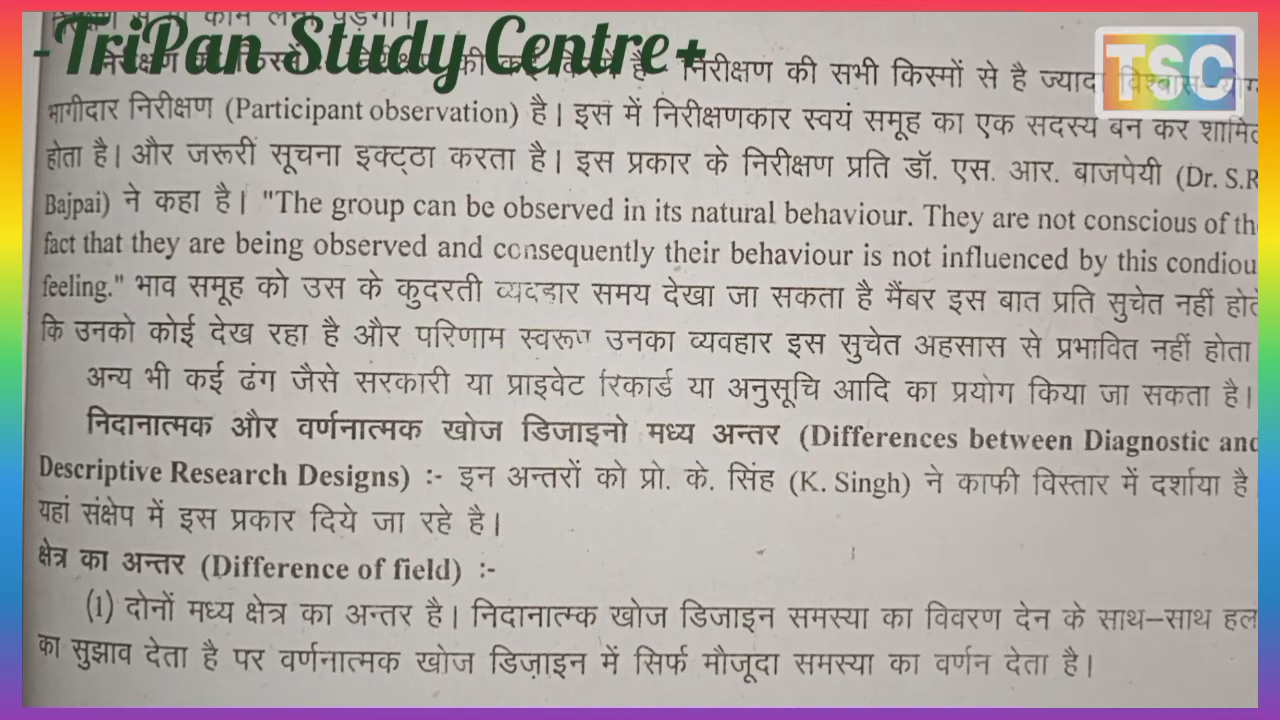 -TriPan Study Centre+
TSC
काम
की सभी किस्मों से है ज्यादा
भागीदार निरीक्षण (Participant observation) है। इस में निरीक्षणकार स्वयं समूह का एक सदस्य बन कर
होता है। और जरूरीं सूचना इक्ट्ठा करता है। इस प्रकार के निरीक्षण प्रति डॉ. एस. आर. बाजपेयी (Dr. S.R
Bajpai) ने कहा है। "The group can be observed in its natural behaviour. They are not conscious of
fact that they are being observed and consequently their behaviour is not influenced by this condiou
feeling." भाव समूह को उस के कुदरती व्यवहार समय देखा जा सकता है मैंबर इस बात प्रति सुचेत नहीं
कि उनको कोई देख रहा है और परिणाम स्वरूप उनका व्यवहार इस सुचेत अहसास से प्रभावित नहीं होता
अन्य भी कई ढंग जैसे सरकारी या प्राइवेट रिकार्ड या अनुसूचि आदि का प्रयोग किया जा सकता है।
निदानात्मक और वर्णनात्मक खोज डिजाइनो मध्य अन्तर (Differences between Diagnostic and
Descriptive Research Designs) :- इन अन्तरों को प्रो. के. सिंह (K. Singh) ने काफी विस्तार में दर्शाया है
यहां संक्षेप में इस प्रकार दिये जा रहे है।
क्षेत्र का अन्तर (Difference of field) :-
(1) दोनों मध्य क्षेत्र का अन्तर है। निदानात्म्क खोज डिजाइन समस्या का विवरण देन के साथ–साथ हल
का सुझाव देता है पर वर्णनात्मक खोज डिज़ाइन में सिर्फ मौजूदा समस्या का वर्णन देता है।